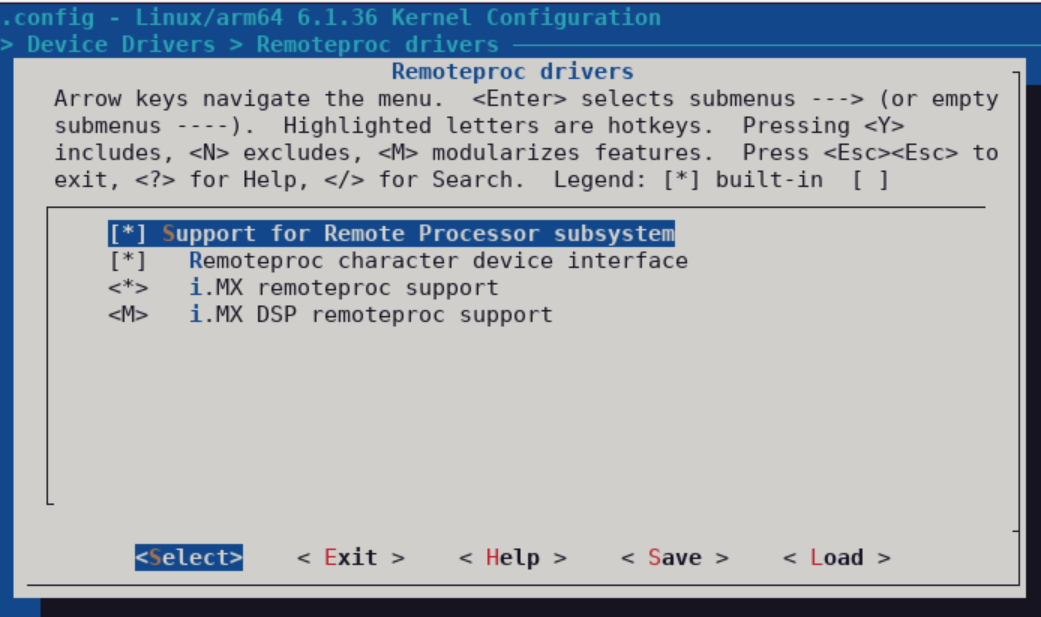 .config - Linux/arm64 6.1.36 Kernel Configuration
> Device Drivers > Remoteproc drivers
Remoteproc drivers
Arrow keys navigate the menu.  <Enter> selects submenus ---> (or empty
submenus ----).  Highlighted letters are hotkeys.  Pressing <Y>
includes, <N> excludes, <M> modularizes features.  Press <Esc><Esc> to
exit, <?> for Help, </> for Search.  Legend: [*] built-in  [ ]
[*] Support for Remote Processor subsystem
[*]   Remoteproc character device interface
<*>   i.MX remoteproc support
<M>   i.MX DSP remoteproc support
<Select>    < Exit >    < Help >    < Save >    < Load >